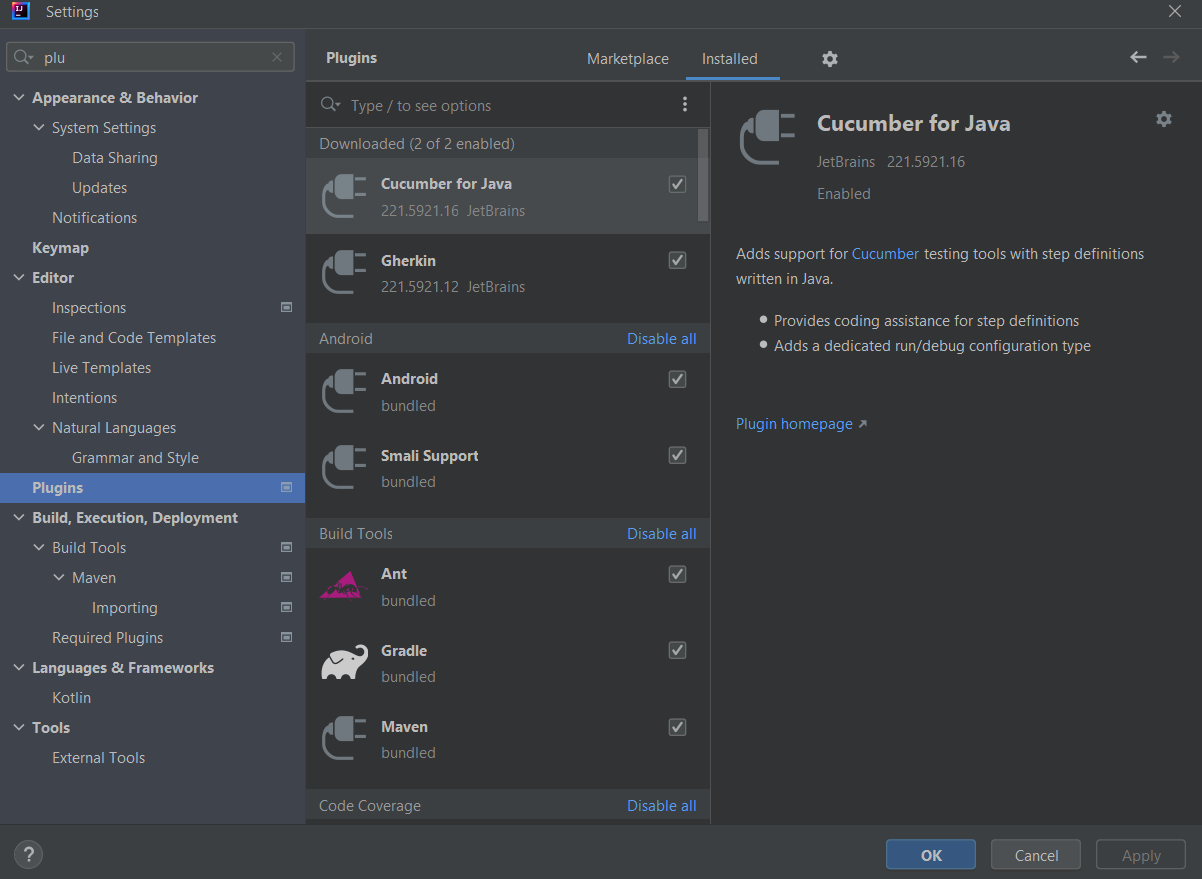 Settings
plu
Appearance & Behavior
System Settings
Data Sharing
Updates
Notifications
Keymap
Editor
Inspections
File and Code Templates
Live Templates
Intentions
Natural Languages
Grammar and Style
Plugins
Build, Execution, Deployment
Build Tools
Maven
Importing
Required Plugins
Languages & Frameworks
Kotlin
Tools
External Tools
Plugins
Marketplace
Installed
Type / to see options
Downloaded (2 of 2 enabled)
Cucumber for Java
221.5921.16 JetBrains
Gherkin
221.5921.12 JetBrains
Android Disable all
Android
bundled
Smali Support
bundled
Build Tools Disable all
Ant
bundled
Gradle
bundled
Maven
bundled
Code Coverage Disable all
Cucumber for Java
JetBrains 221.5921.16
Enabled
Adds support for Cucumber testing tools with step definitions
written in Java.
Provides coding assistance for step definitions
Adds a dedicated run/debug configuration type
Plugin homepage
?
OK
Cancel
Apply